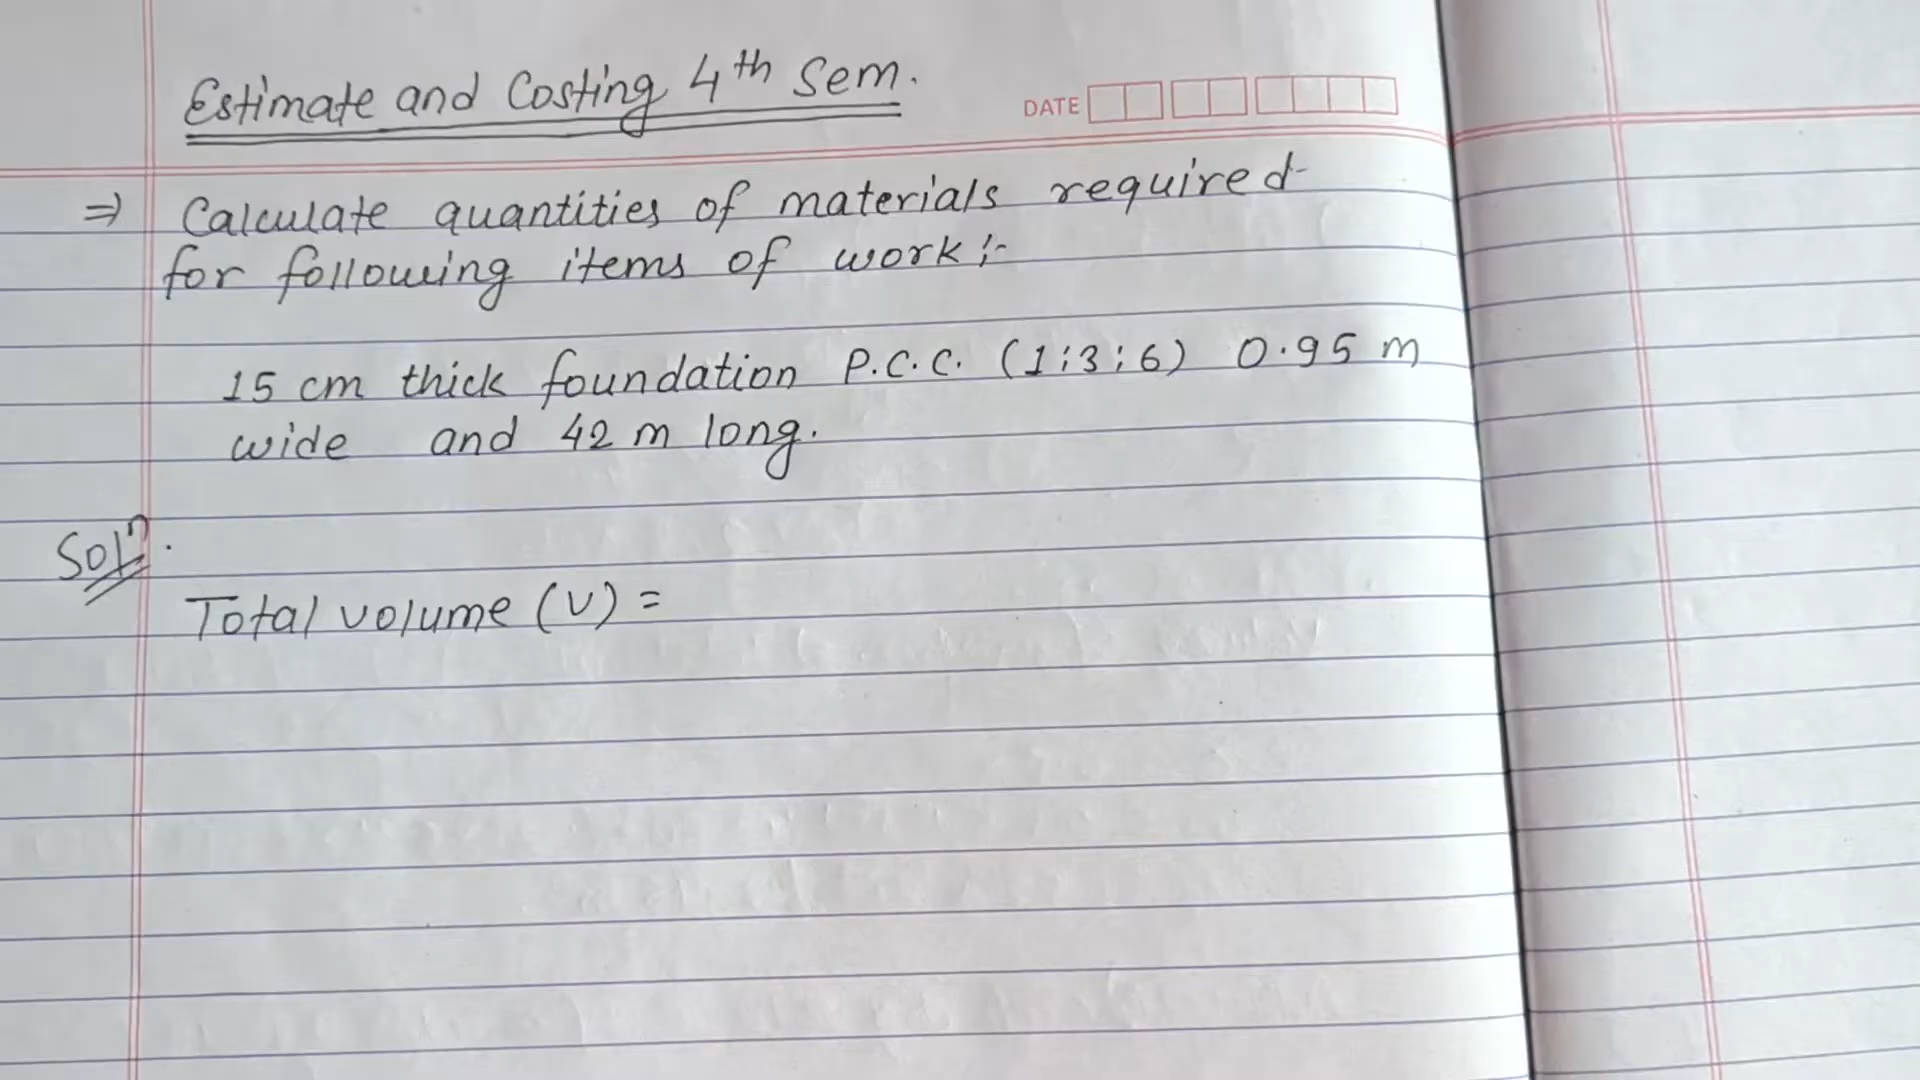 Estimate and Costing 4th Sem.
DATE
⇒ Calculate quantities of materials required
for following items of work :-
15 cm thick foundation P.C.C. (1:3:6) 0.95 m
wide and 42 m long.
Solⁿ.
Total volume (V) =